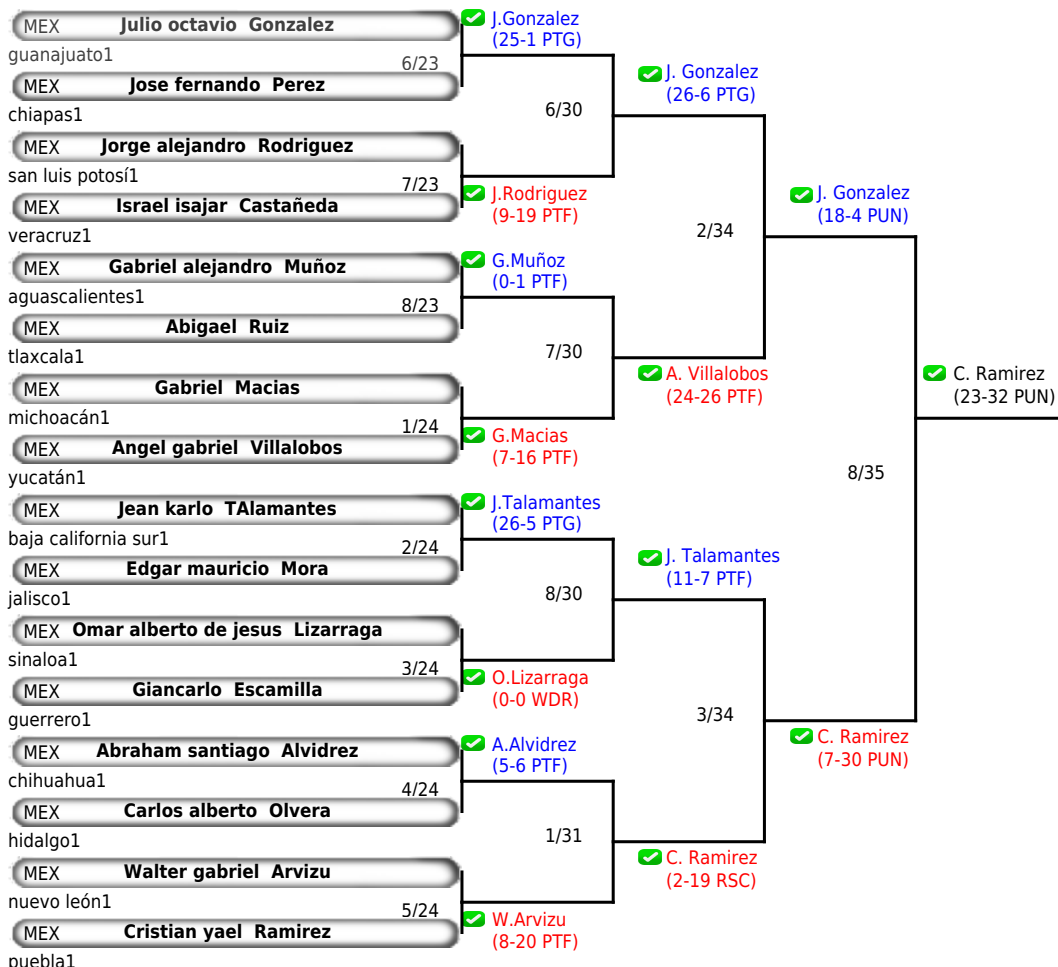 MEX Julio octavio Gonzalez
guanajuato1
6/23
MEX Jose fernando Perez
chiapas1
MEX Jorge alejandro Rodriguez
san luis potosí1
7/23
MEX Israel isajar Castañeda
veracruz1
MEX Gabriel alejandro Muñoz
aguascalientes1
8/23
MEX Abigael Ruiz
tlaxcala1
MEX Gabriel Macias
michoacán1
1/24
MEX Angel gabriel Villalobos
yucatán1
MEX Jean karlo TAlamantes
baja california sur1
2/24
MEX Edgar mauricio Mora
jalisco1
MEX Omar alberto de jesus Lizarraga
sinaloa1
3/24
MEX Giancarlo Escamilla
guerrero1
MEX Abraham santiago Alvidrez
chihuahua1
4/24
MEX Carlos alberto Olvera
hidalgo1
MEX Walter gabriel Arvizu
nuevo león1
5/24
MEX Cristian yael Ramirez
puebla1
J.Gonzalez
(25-1 PTG)
6/30
J.Rodriguez
(9-19 PTF)
G.Muñoz
(0-1 PTF)
7/30
G.Macias
(7-16 PTF)
J.Talamantes
(26-5 PTG)
8/30
O.Lizarraga
(0-0 WDR)
A.Alvidrez
(5-6 PTF)
1/31
W.Arvizu
(8-20 PTF)
J. Gonzalez
(26-6 PTG)
2/34
A. Villalobos
(24-26 PTF)
J. Talamantes
(11-7 PTF)
3/34
C. Ramirez
(2-19 RSC)
J. Gonzalez
(18-4 PUN)
8/35
C. Ramirez
(7-30 PUN)
C. Ramirez
(23-32 PUN)